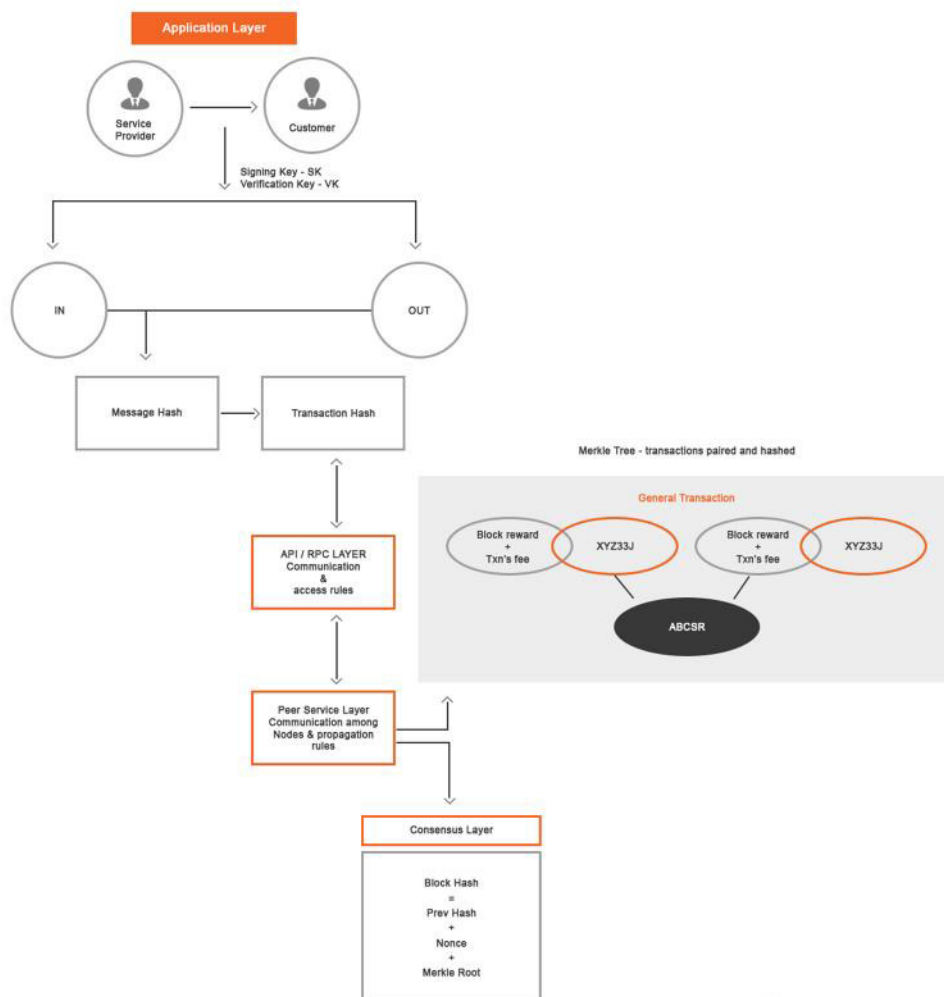 Application Layer
Service
Provider
Customer
Signing Key - SK
Verification Key - VK
IN
OUT
Message Hash
Transaction Hash
Merkle Tree - transactions paired and hashed
General Transaction
Block reward
+
Txn's fee
XYZ33J
Block reward
+
Txn's fee
XYZ33J
ABCSR
API / RPC LAYER
Communication
&
access rules
Peer Service Layer
Communication among
Nodes & propagation
rules
Consensus Layer
Block Hash
=
Prev Hash
+
Nonce
+
Merkle Root